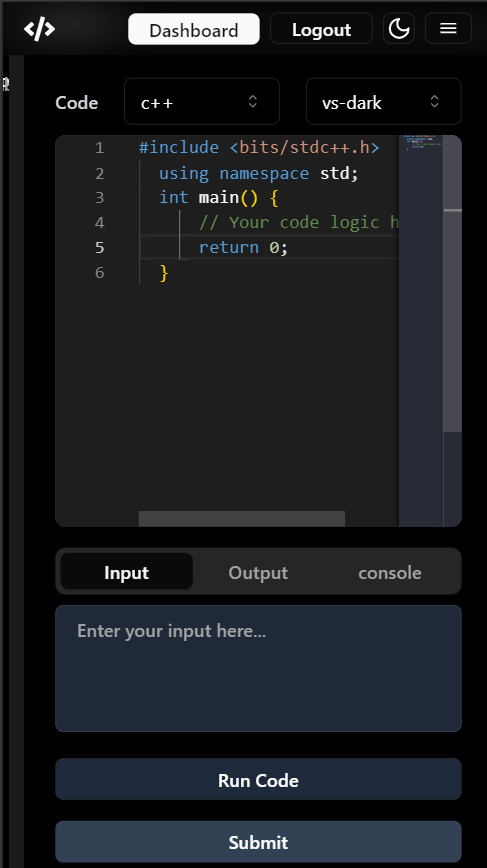 </>
Dashboard
Logout
Code
c++
vs-dark
1 #include <bits/stdc++.h>
2 using namespace std;
3 int main() {
4 // Your code logic h
5 return 0;
6 }
Input
Output
console
Enter your input here...
Run Code
Submit